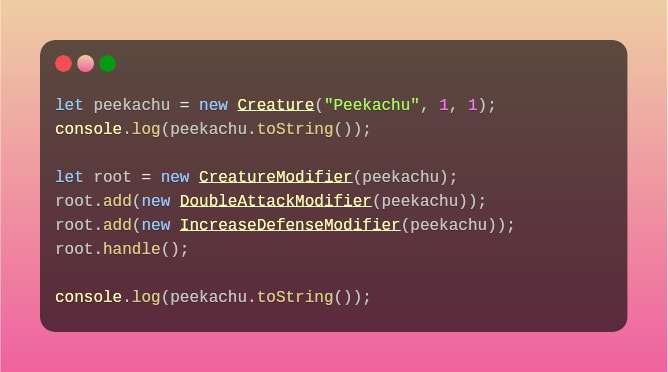 let peekachu = new Creature("Peekachu", 1, 1);
console.log(peekachu.toString());
let root = new CreatureModifier(peekachu);
root.add(new DoubleAttackModifier(peekachu));
root.add(new IncreaseDefenseModifier(peekachu));
root.handle();
console.log(peekachu.toString());